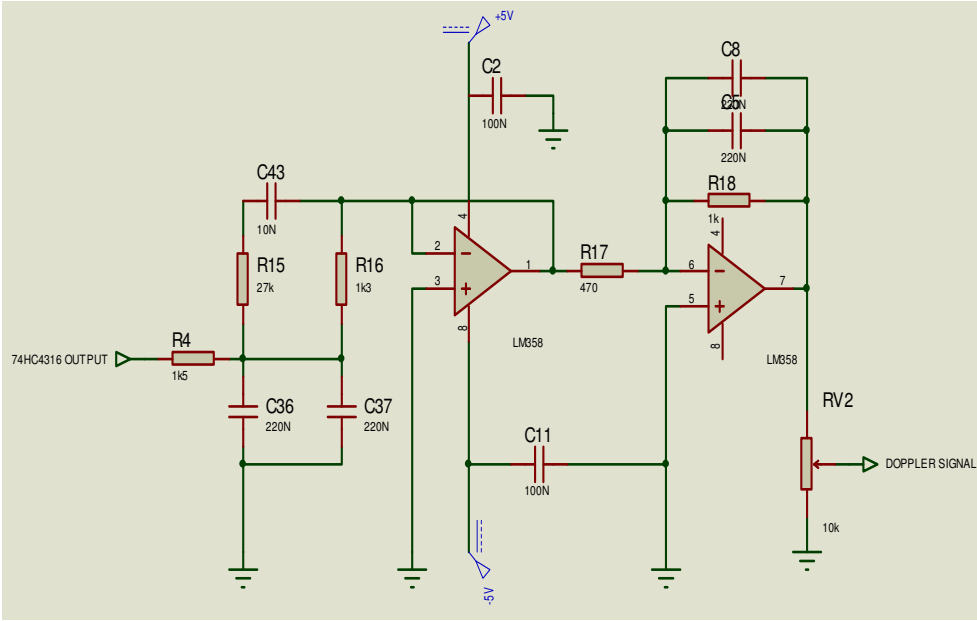 +5V
C2
100N
C8
220N
C5
220N
C43
10N
R18
1k
4
4
R15
27k
R16
1k3
2
3
1
R17
470
6
5
7
8
8
LM358
LM358
74HC4316 OUTPUT
R4
1k5
C36
220N
C37
220N
RV2
C11
100N
DOPPLER SIGNAL
10k
-5V